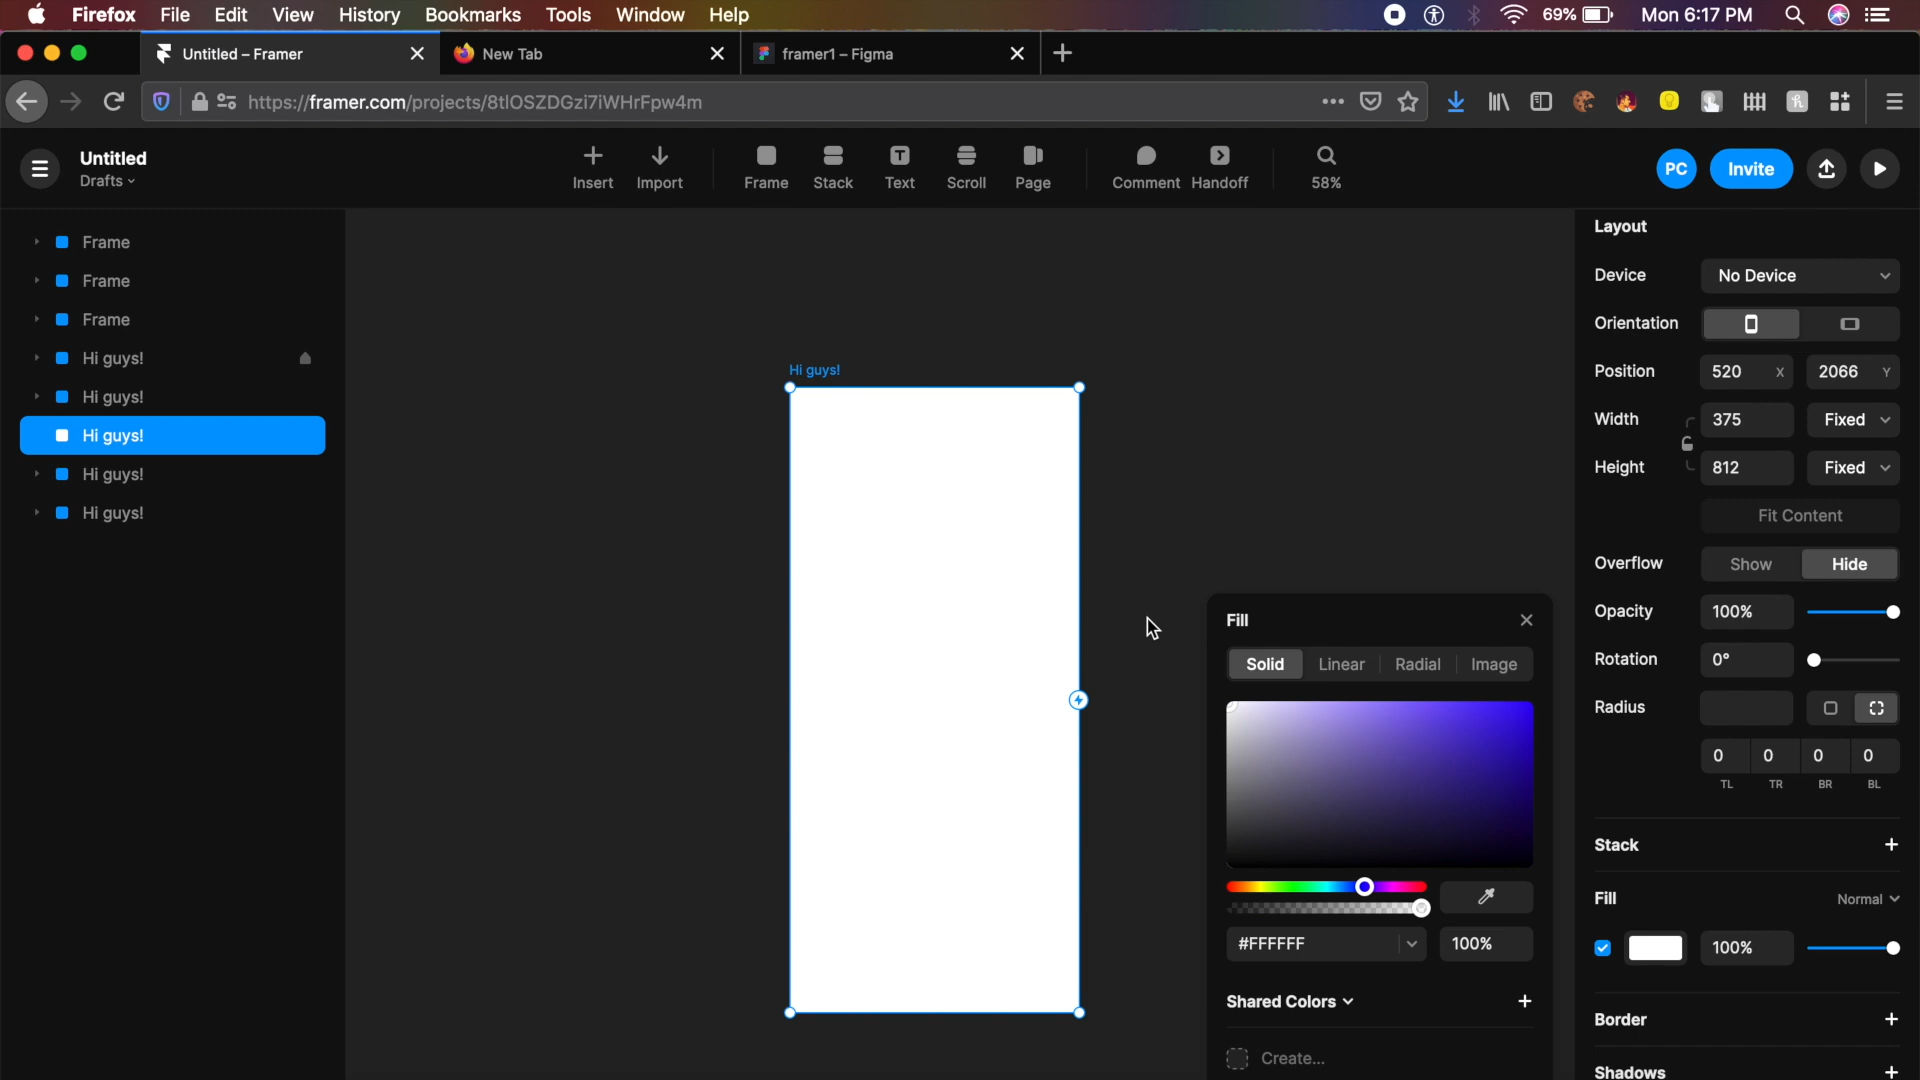 Firefox File Edit View History Bookmarks Tools Window Help 69% Mon 6:17 PM
Untitled – Framer New Tab framer1 – Figma
https://framer.com/projects/8tlOSZDGzi7iWHrFpw4m
Untitled
Drafts
Insert Import Frame Stack Text Scroll Page Comment Handoff 58%
PC Invite
Frame
Frame
Frame
Hi guys!
Hi guys!
Hi guys!
Hi guys!
Hi guys!
Hi guys!
Fill
Solid Linear Radial Image
#FFFFFF 100%
Shared Colors
Create...
Layout
Device No Device
Orientation
Position 520 X 2066 Y
Width 375 Fixed
Height 812 Fixed
Fit Content
Overflow Show Hide
Opacity 100%
Rotation 0°
Radius
0 0 0 0
TL TR BR BL
Stack
Fill Normal
100%
Border
Shadows